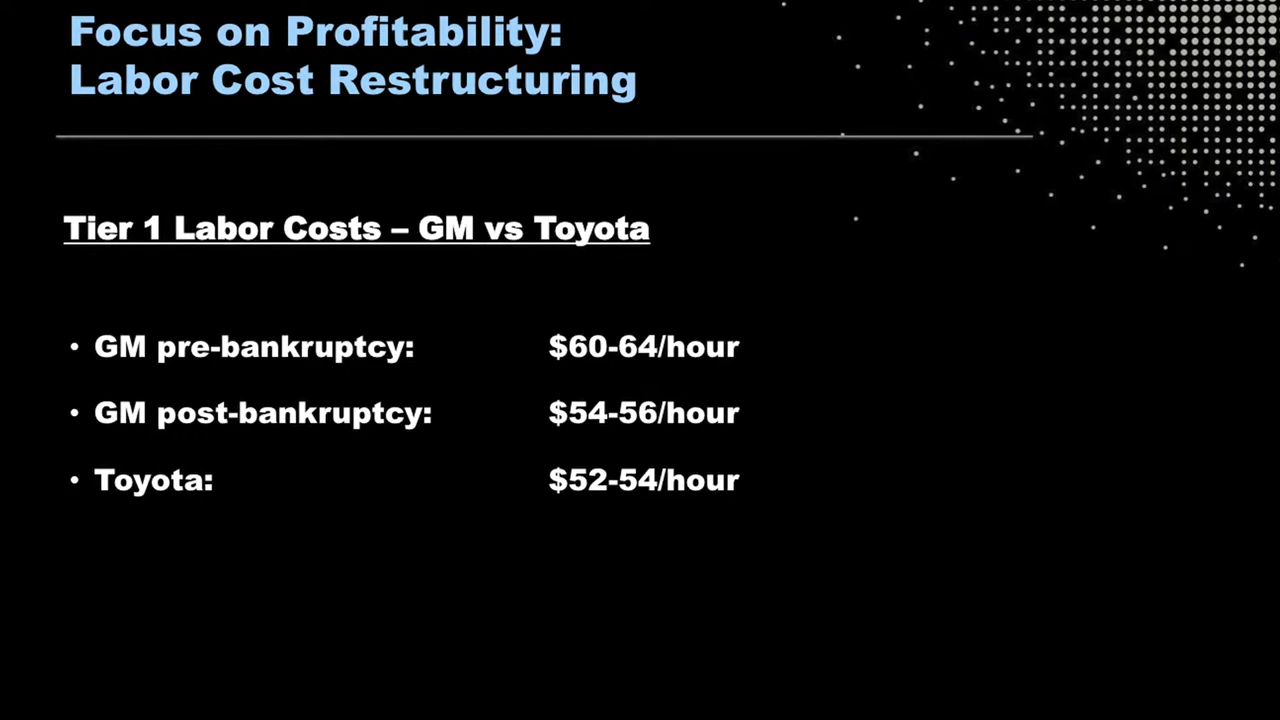 Focus on Profitability:
Labor Cost Restructuring
Tier 1 Labor Costs – GM vs Toyota
• GM pre-bankruptcy: $60-64/hour
• GM post-bankruptcy: $54-56/hour
• Toyota: $52-54/hour